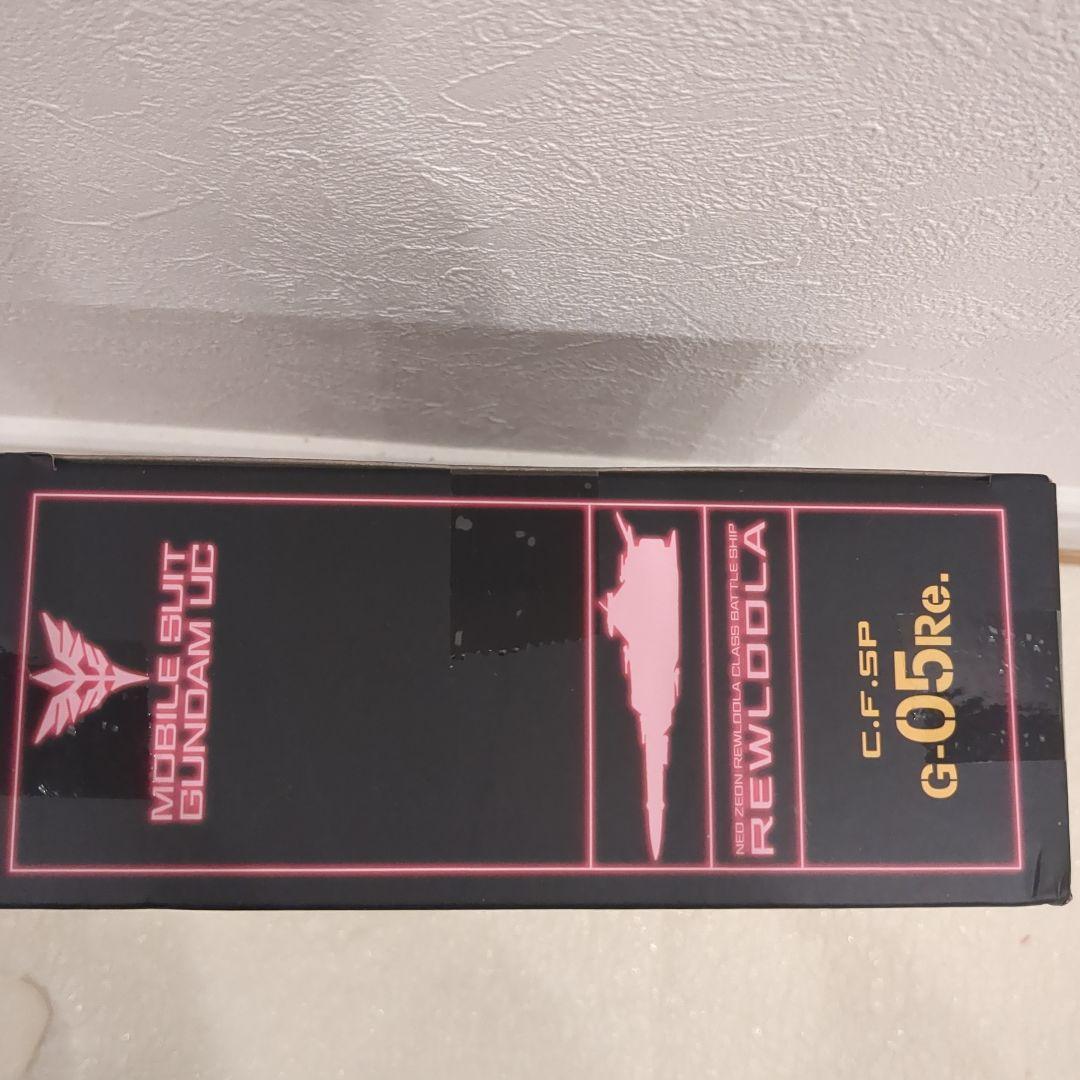 MOBILE SUIT
GUNDAM UC
NEO ZEON REWLOOLA CLASS BATTLE SHIP
REWLOOLA
C.F.SP
G-05Re.